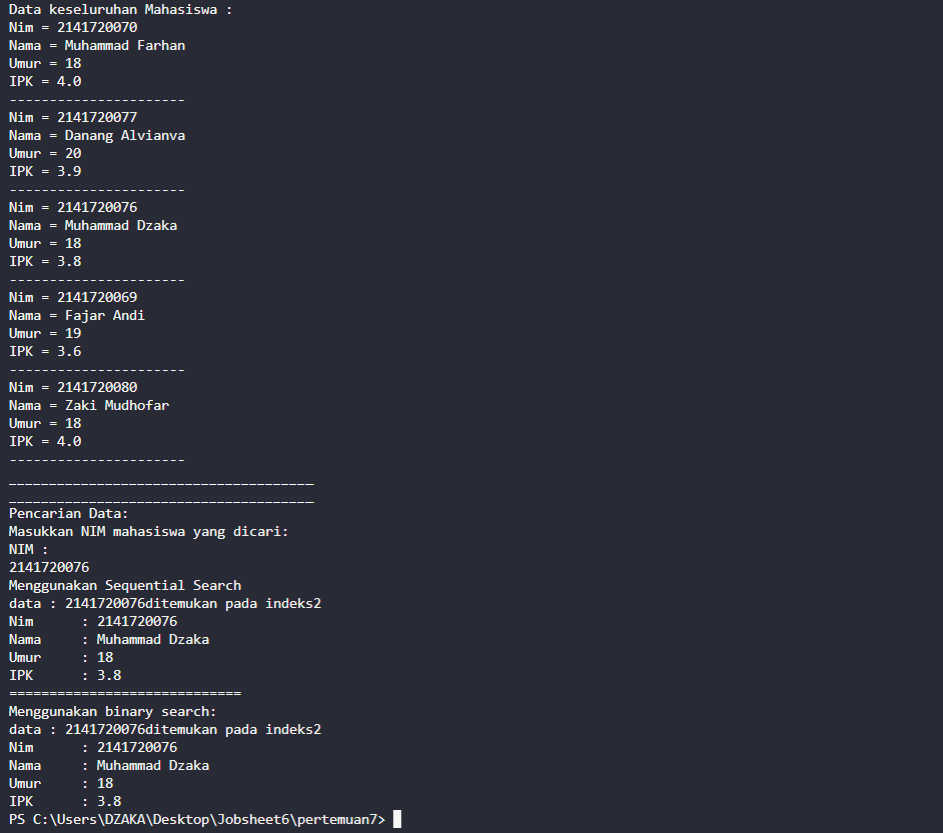 Data keseluruhan Mahasiswa :
Nim = 2141720070
Nama = Muhammad Farhan
Umur = 18
IPK = 4.0
----------------------
Nim = 2141720077
Nama = Danang Alvianva
Umur = 20
IPK = 3.9
----------------------
Nim = 2141720076
Nama = Muhammad Dzaka
Umur = 18
IPK = 3.8
----------------------
Nim = 2141720069
Nama = Fajar Andi
Umur = 19
IPK = 3.6
----------------------
Nim = 2141720080
Nama = Zaki Mudhofar
Umur = 18
IPK = 4.0
----------------------
______________________________________
______________________________________
Pencarian Data:
Masukkan NIM mahasiswa yang dicari:
NIM :
2141720076
Menggunakan Sequential Search
data : 2141720076ditemukan pada indeks2
Nim      : 2141720076
Nama     : Muhammad Dzaka
Umur     : 18
IPK      : 3.8
=============================
Menggunakan binary search:
data : 2141720076ditemukan pada indeks2
Nim      : 2141720076
Nama     : Muhammad Dzaka
Umur     : 18
IPK      : 3.8
PS C:\Users\DZAKA\Desktop\Jobsheet6\pertemuan7>